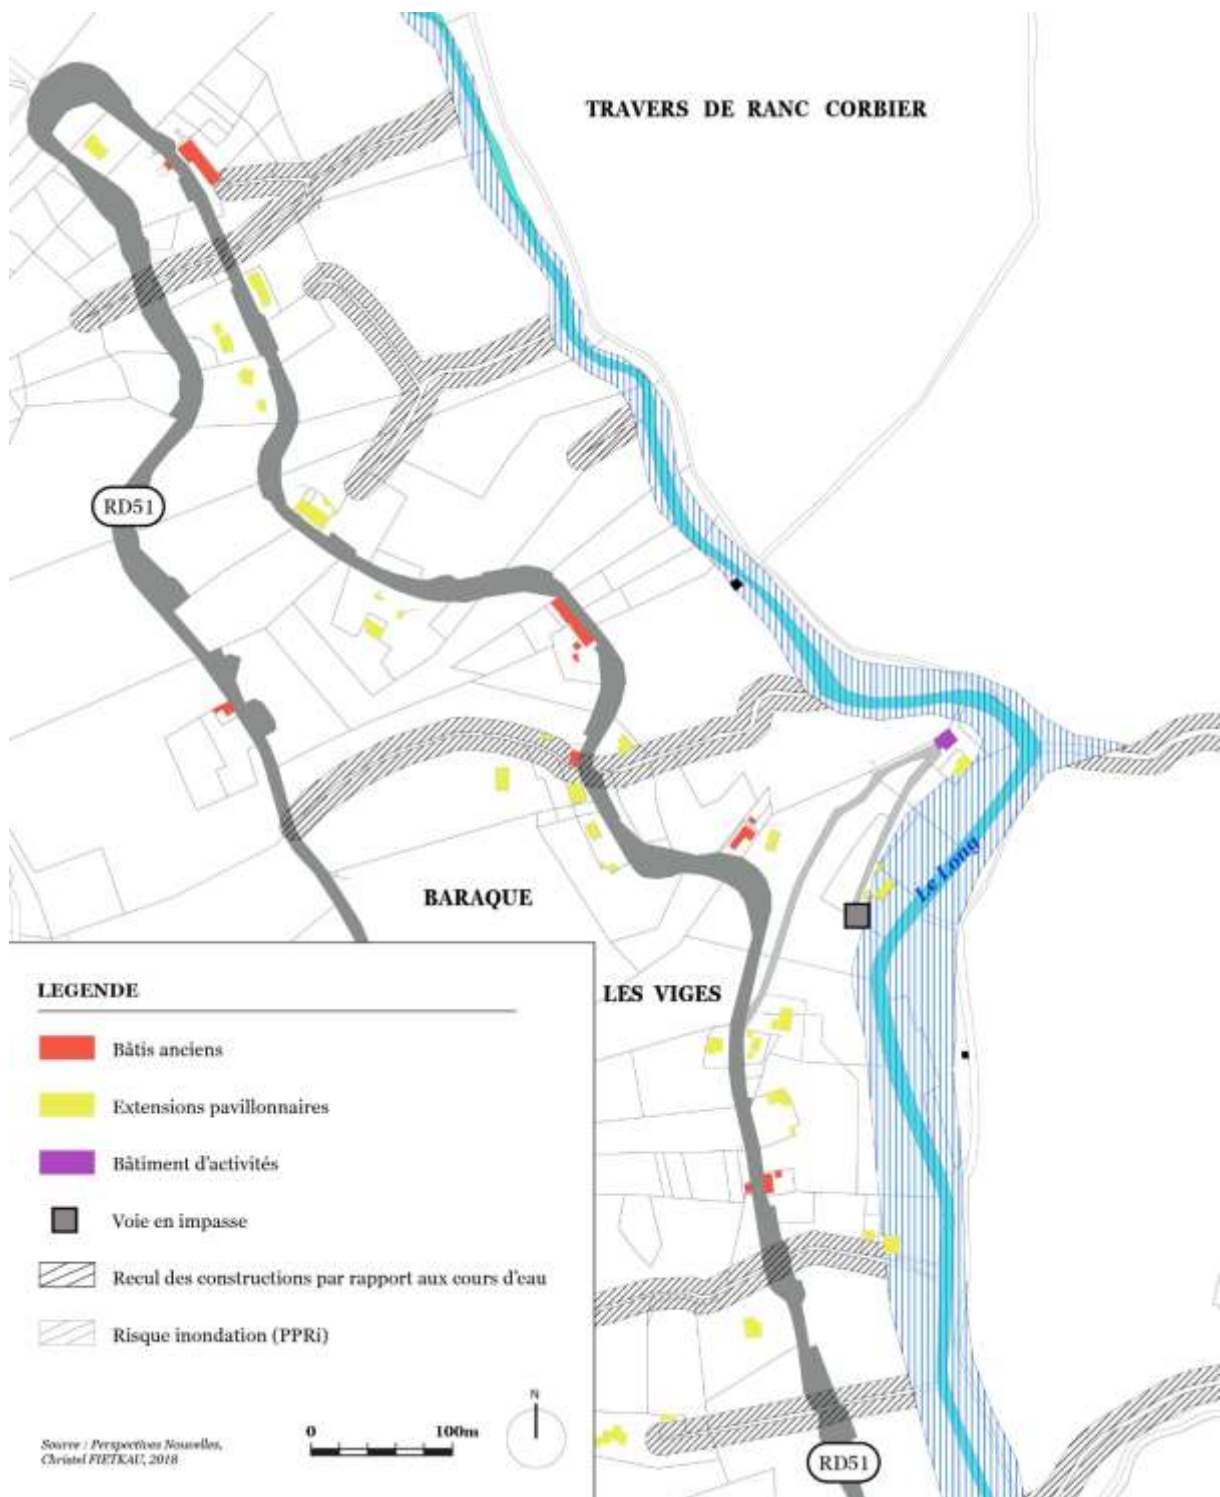 TRAVERS DE RANC CORBIER
RD51
Le Long
BARAQUE
LES VIGES
LEGENDE
Bâtis anciens
Extensions pavillonnaires
Bâtiment d'activités
Voie en impasse
Recul des constructions par rapport aux cours d'eau
Risque inondation (PPRi)
N
0 100m
Source : Perspectives Nouvelles,
Christel FIETKAU, 2018
RD51